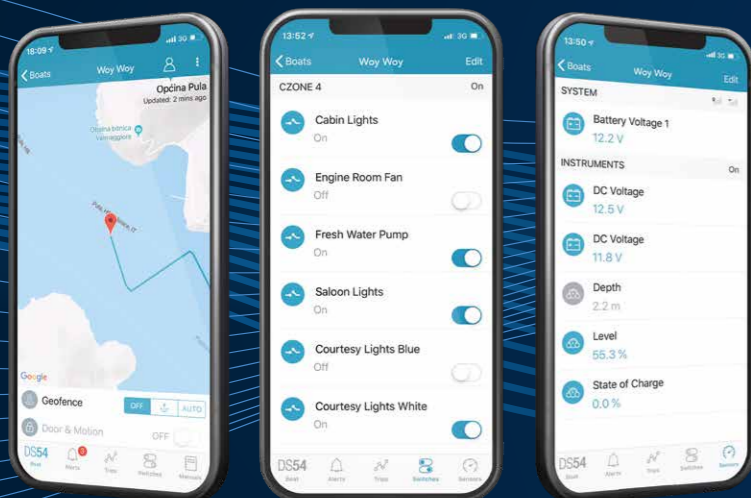 18:09
3G
Boats
Woy Woy
Općina Pula
Updated: 2 mins ago
Google
Geofence
OFF
AUTO
Door & Motion
OFF
DS54
3
Boat
Alerts
Trips
Switches
Manuals
13:52
3G
Boats
Woy Woy
Edit
CZONE 4
On
Cabin Lights
On
Engine Room Fan
Off
Fresh Water Pump
On
Saloon Lights
On
Courtesy Lights Blue
Off
Courtesy Lights White
On
DS54
Boat
Alerts
Trips
Switches
Sensors
13:50
3G
Boats
Woy Woy
Edit
SYSTEM
Battery Voltage 1
12.2 V
INSTRUMENTS
On
DC Voltage
12.5 V
DC Voltage
11.8 V
Depth
2.2 m
Level
55.3 %
State of Charge
0.0 %
DS54
Boat
Alerts
Trips
Switches
Sensors